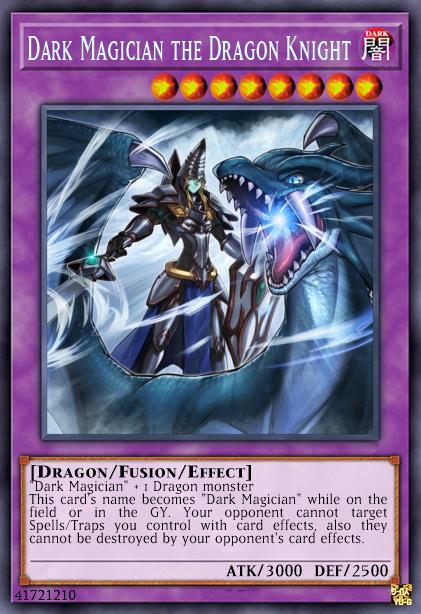 Dark Magician the Dragon Knight
DARK
闇
[Dragon/Fusion/Effect]
"Dark Magician" + 1 Dragon monster
This card's name becomes "Dark Magician" while on the
field or in the GY. Your opponent cannot target
Spells/Traps you control with card effects, also they
cannot be destroyed by your opponent's card effects.
ATK/3000 DEF/2500
41721210